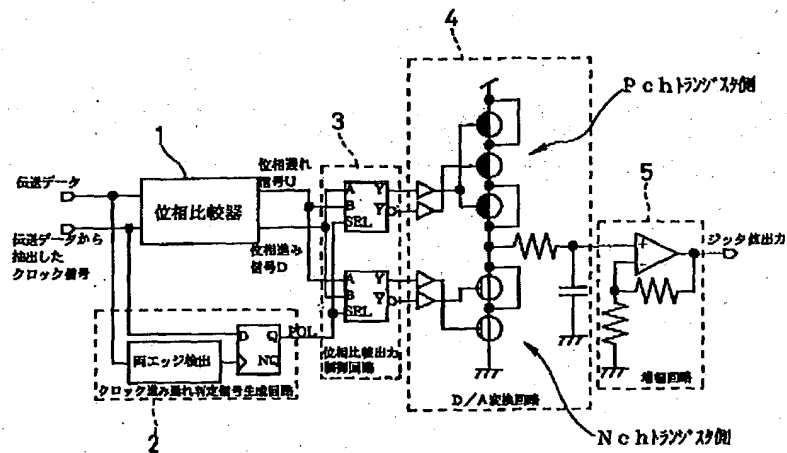 4
Pchトランジスタ側
1
3
5
伝送データ
位相遅れ
信号U
位相比較器
A
B
SEL
Y
Y
伝送データから
抽出した
クロック信号
位相進み
信号D
A
B
SEL
Y
Y
+
-
ジッタ検出力
両エッジ検出
D
Q
NQ
POL
位相比較出力
制御回路
クロック進み遅れ判定信号生成回路
2
D/A変換回路
増幅回路
Nchトランジスタ側